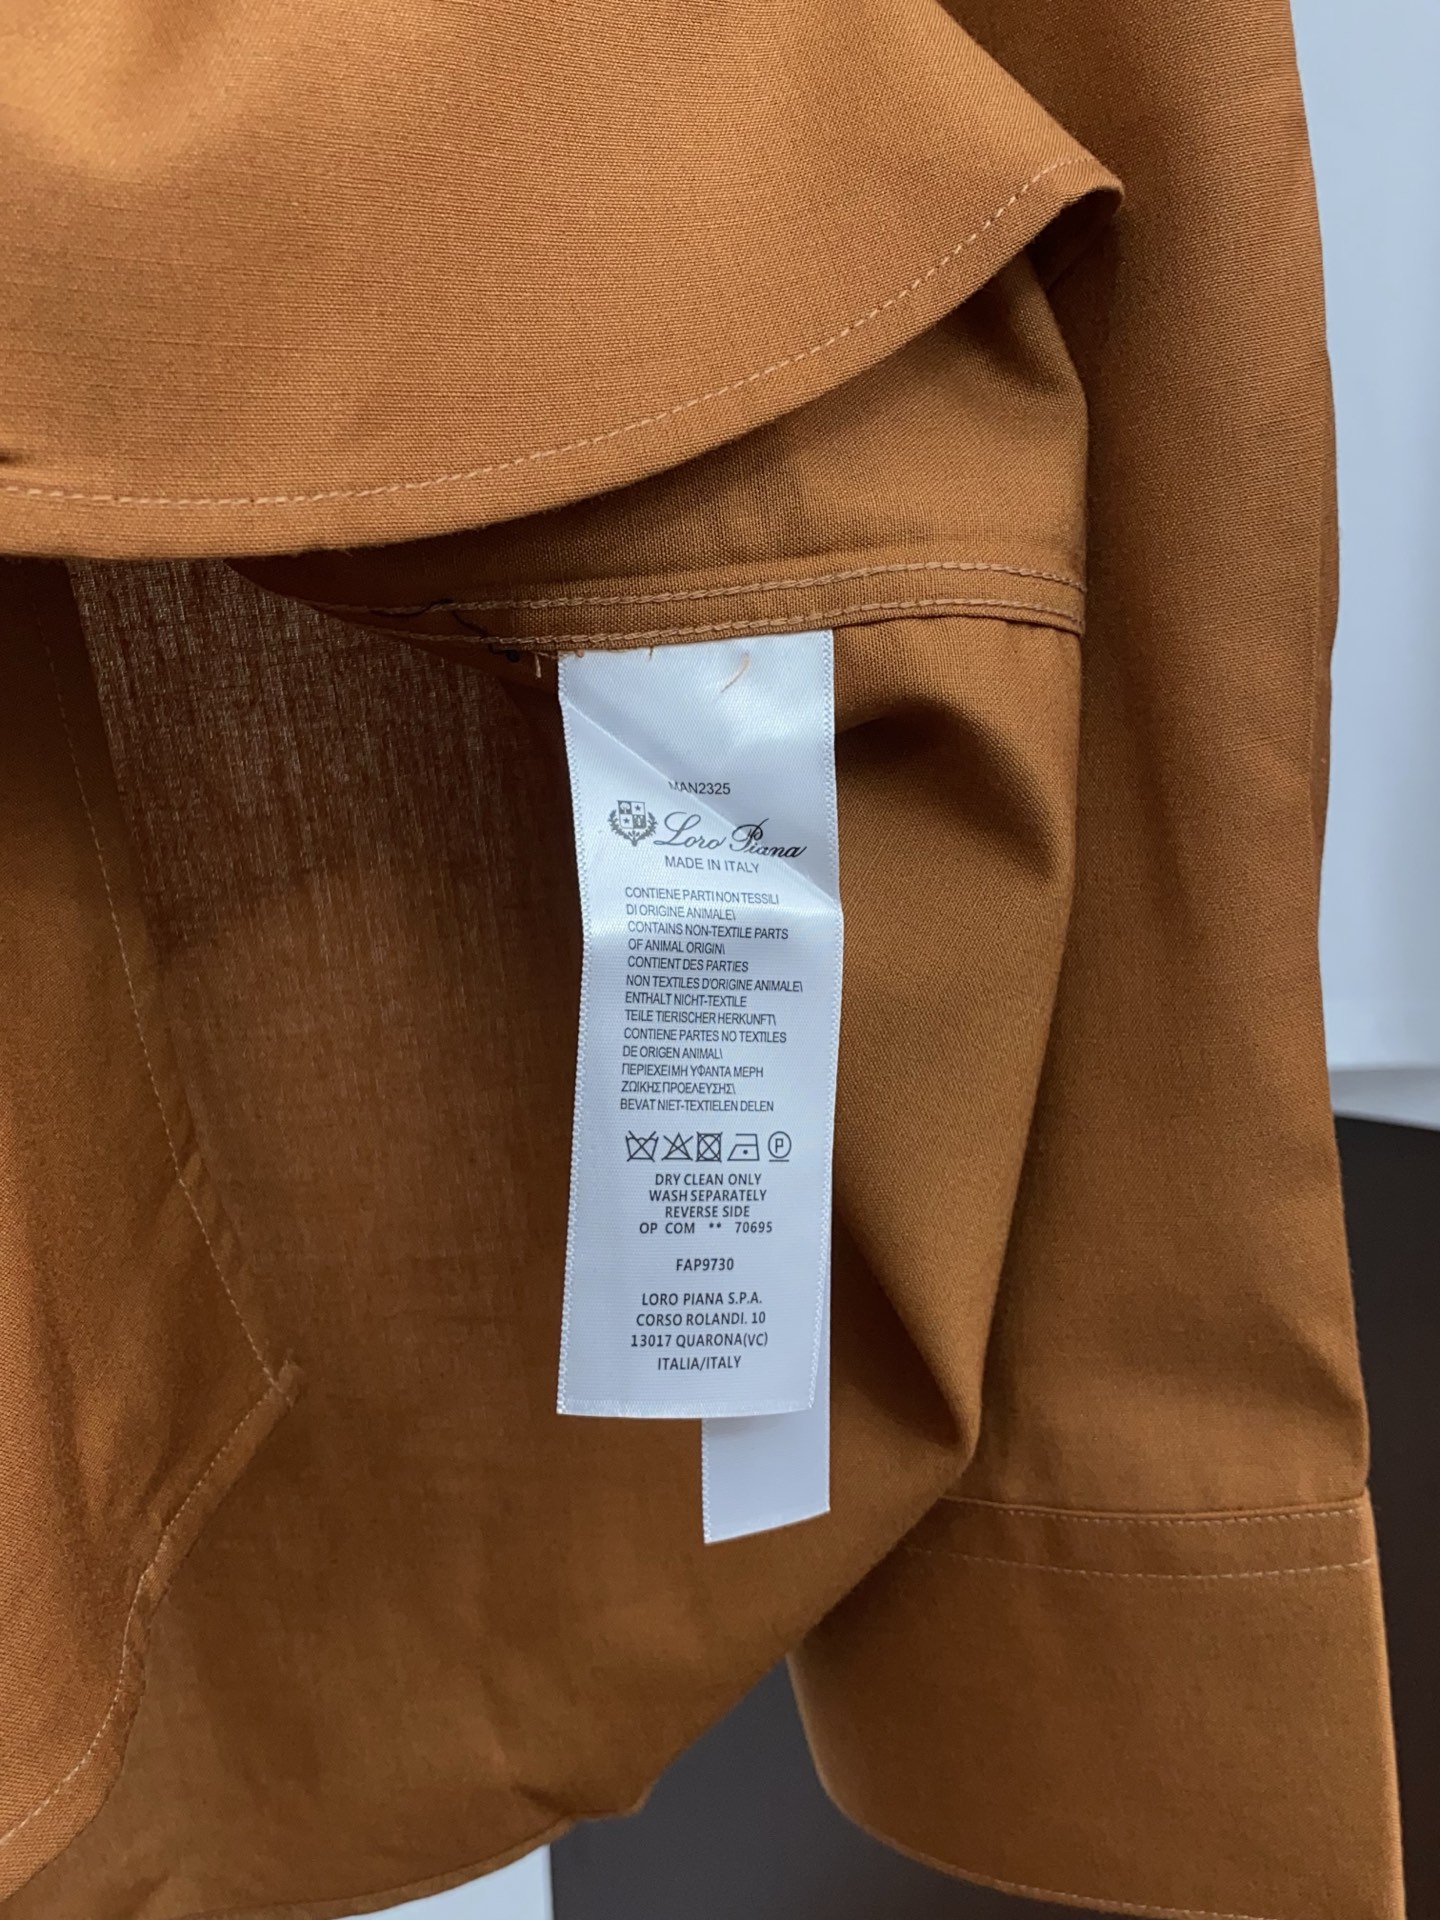 MAN2325
Loro Piana
MADE IN ITALY
CONTIENE PARTI NON TESSILI
DI ORIGINE ANIMALE\
CONTAINS NON-TEXTILE PARTS
OF ANIMAL ORIGIN\
CONTIENT DES PARTIES
NON TEXTILES D'ORIGINE ANIMALE\
ENTHALT NICHT-TEXTILE
TEILE TIERISCHER HERKUNFT\
CONTIENE PARTES NO TEXTILES
DE ORIGEN ANIMAL\
ΠΕΡΙΕΧΕΙ ΜΗ ΥΦΑΝΤΑ ΜΕΡΗ
ΖΩΙΚΗΣ ΠΡΟΕΛΕΥΣΗΣ\
BEVAT NIET-TEXTIELEN DELEN
P
DRY CLEAN ONLY
WASH SEPARATELY
REVERSE SIDE
OP COM ** 70695
FAP9730
LORO PIANA S.P.A.
CORSO ROLANDI. 10
13017 QUARONA(VC)
ITALIA/ITALY